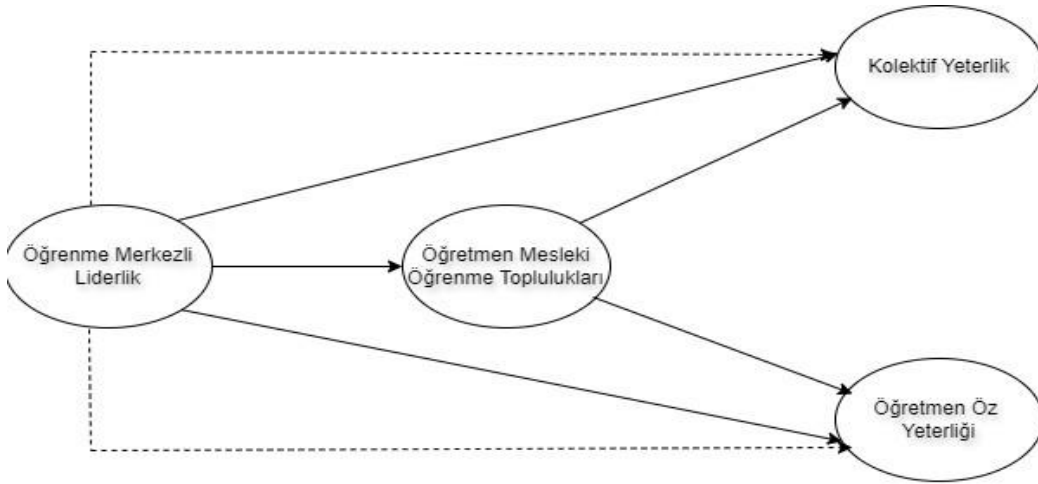 Kolektif Yeterlik
Öğrenme Merkezli
Liderlik
Öğretmen Mesleki
Öğrenme Toplulukları
Öğretmen Öz
Yeterliği